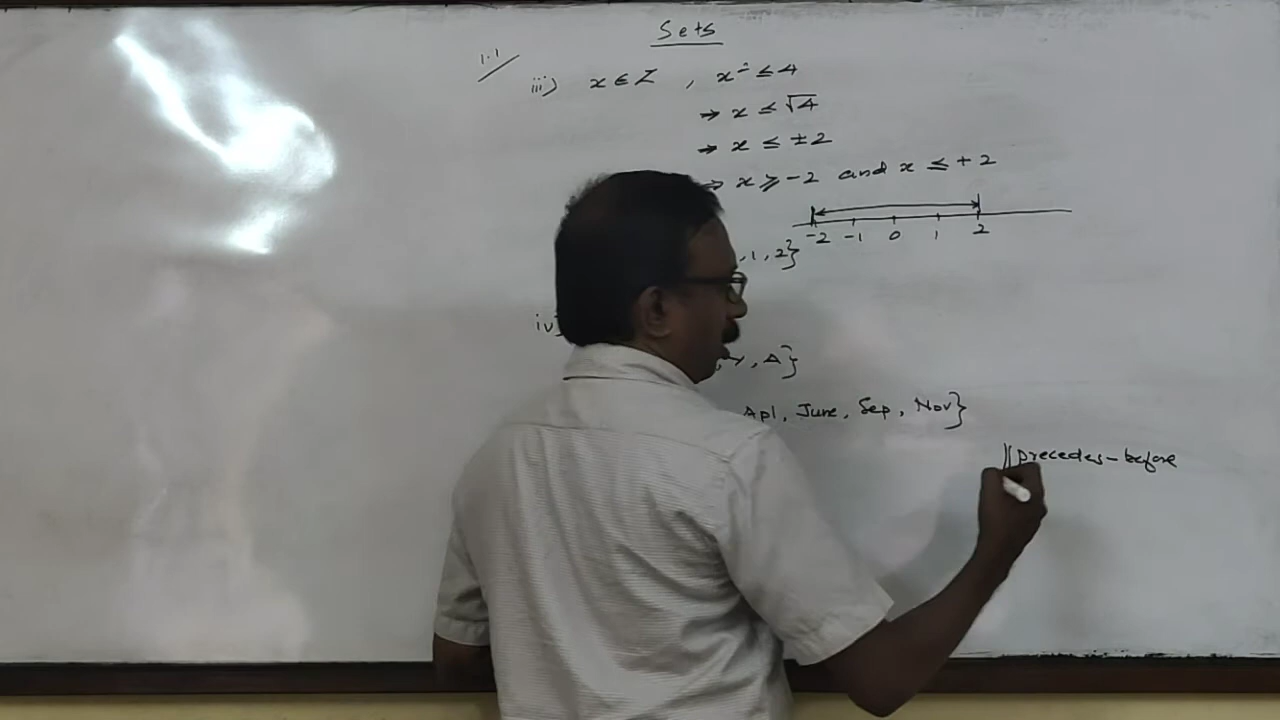 Sets
1.1
iii) x ∈ Z , x² ≤ 4
⇒ x ≤ √4
⇒ x ≤ ±2
⇒ x ≥ -2 and x ≤ +2
-2 -1 0 1 2
, 1, 2}
iv)
, A}
Apl, June, Sep, Nov}
|| precedes - before